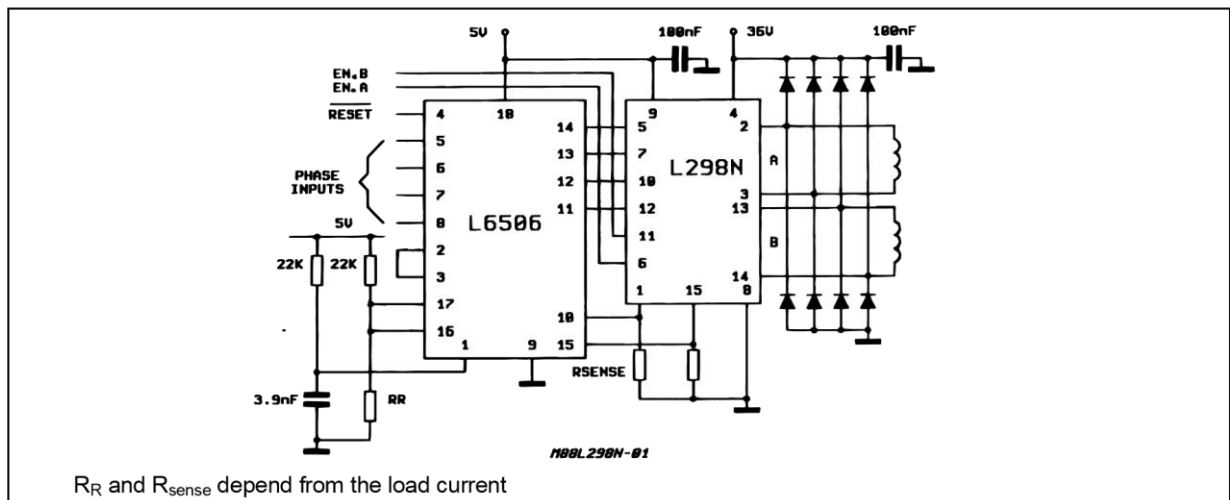 5V
100nF
36V
100nF
EN.B
EN.A
RESET
4
10
9
4
5
14
5
2
6
13
7
A
PHASE
INPUTS
7
12
10
L298N
3
8
11
12
13
L6506
5V
2
11
B
22K
22K
3
6
14
17
1
15
8
16
10
1
9
15
RSENSE
3.9nF
RR
M88L298N-01
RR and Rsense depend from the load current